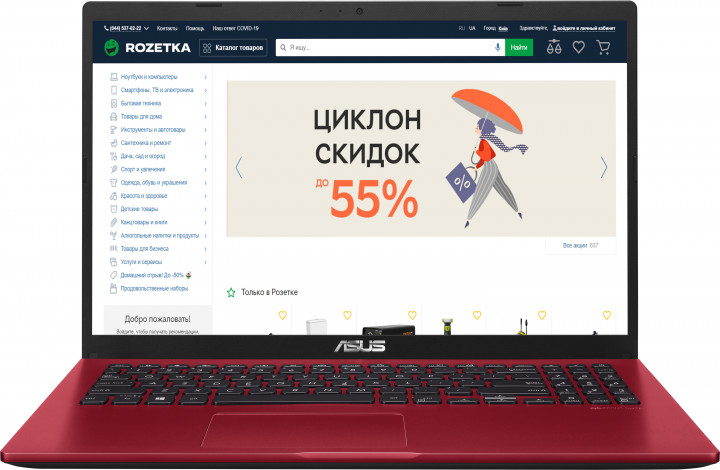 (044) 537-02-22
Контакты
Помощь
Наш ответ COVID-19
RU
UA
Город
Київ
Здравствуйте,
войдите в личный кабинет
ROZETKA
Каталог товаров
Я ищу...
Найти
Ноутбуки и компьютеры
Смартфоны, ТВ и электроника
Бытовая техника
Товары для дома
Инструменты и автотовары
Сантехника и ремонт
Дача, сад и огород
Спорт и увлечения
Одежда, обувь и украшения
Красота и здоровье
Детские товары
Канцтовары и книги
Алкогольные напитки и продукты
Товары для бизнеса
Услуги и сервисы
Домашний отрыв! До -50%
Продовольственные наборы
Добро пожаловать!
Войдите, чтобы получать рекомендации,
ЦИКЛОН
СКИДОК
ДО
55%
%
Все акции 637
Только в Розетке
ASUS